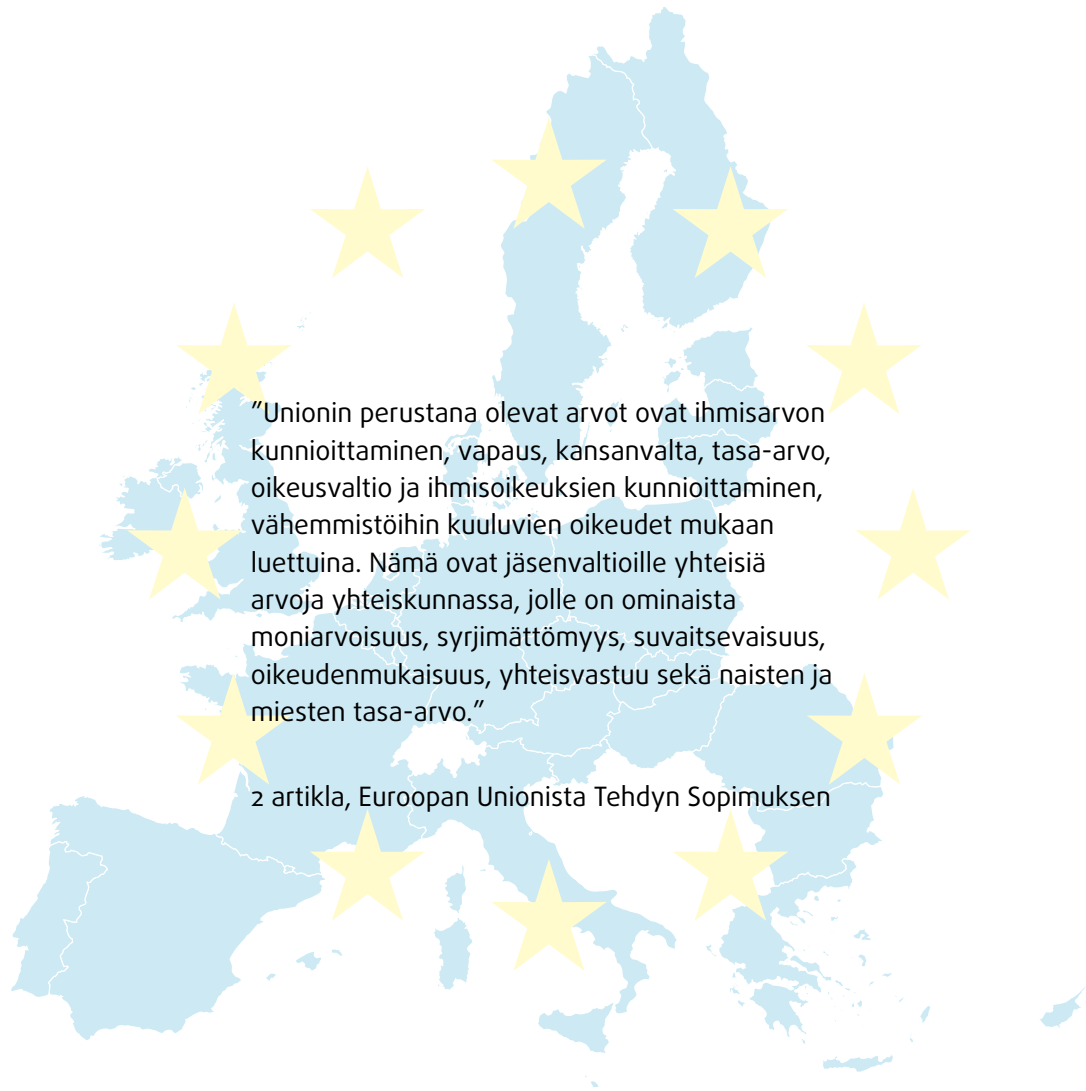 ”Unionin perustana olevat arvot ovat ihmisarvon
kunnioittaminen, vapaus, kansanvalta, tasa-arvo,
oikeusvaltio ja ihmisoikeuksien kunnioittaminen,
vähemmistöihin kuuluvien oikeudet mukaan
luettuina. Nämä ovat jäsenvaltioille yhteisiä
arvoja yhteiskunnassa, jolle on ominaista
moniarvoisuus, syrjimättömyys, suvaitsevaisuus,
oikeudenmukaisuus, yhteisvastuu sekä naisten ja
miesten tasa-arvo.”
2 artikla, Euroopan Unionista Tehdyn Sopimuksen